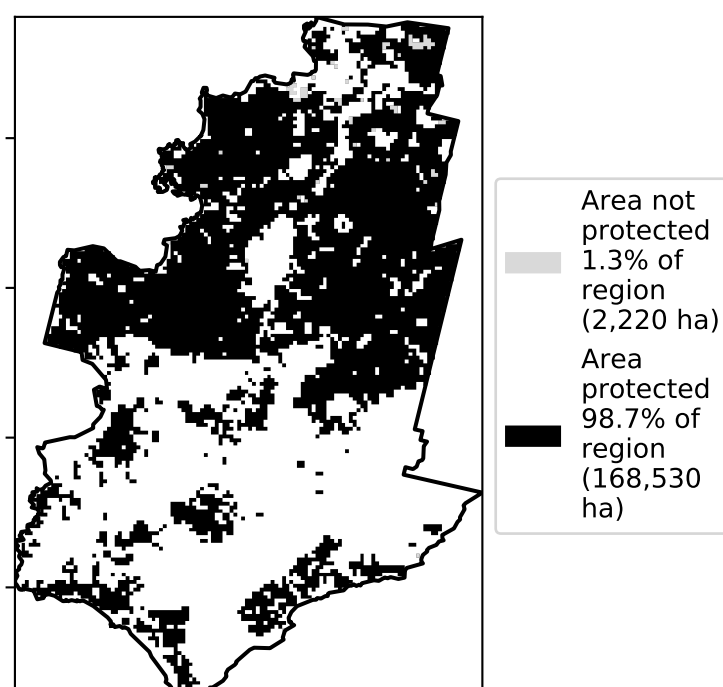 Area not
protected
1.3% of
region
(2,220 ha)
Area
protected
98.7% of
region
(168,530
ha)